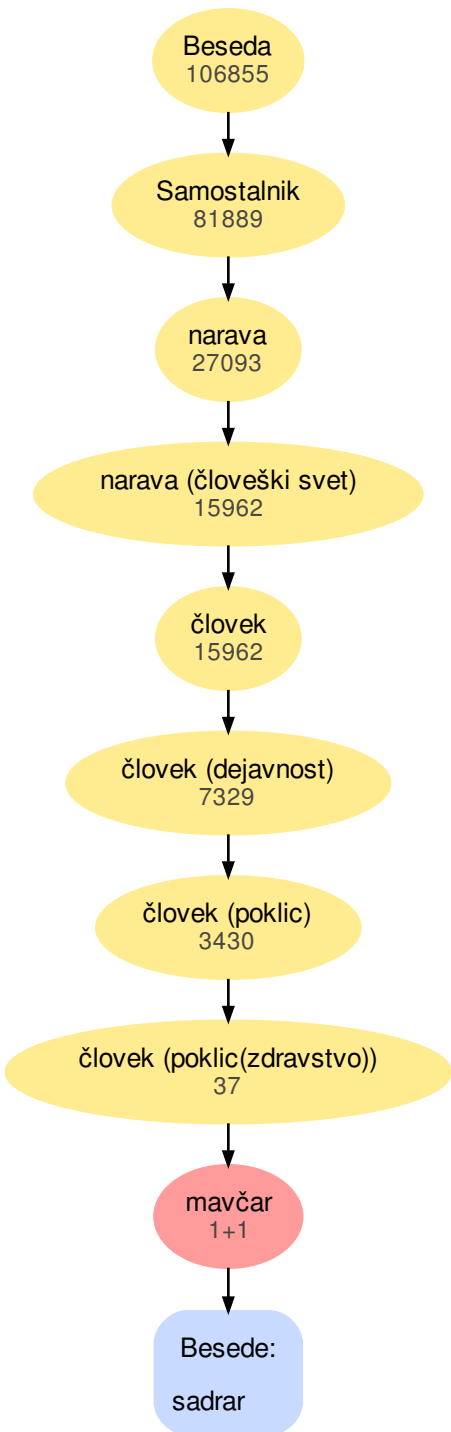 Beseda
106855
Samostalnik
81889
narava
27093
narava (človeški svet)
15962
človek
15962
človek (dejavnost)
7329
človek (poklic)
3430
človek (poklic(zdravstvo))
37
mavčar
1+1
Besede:
sadrar